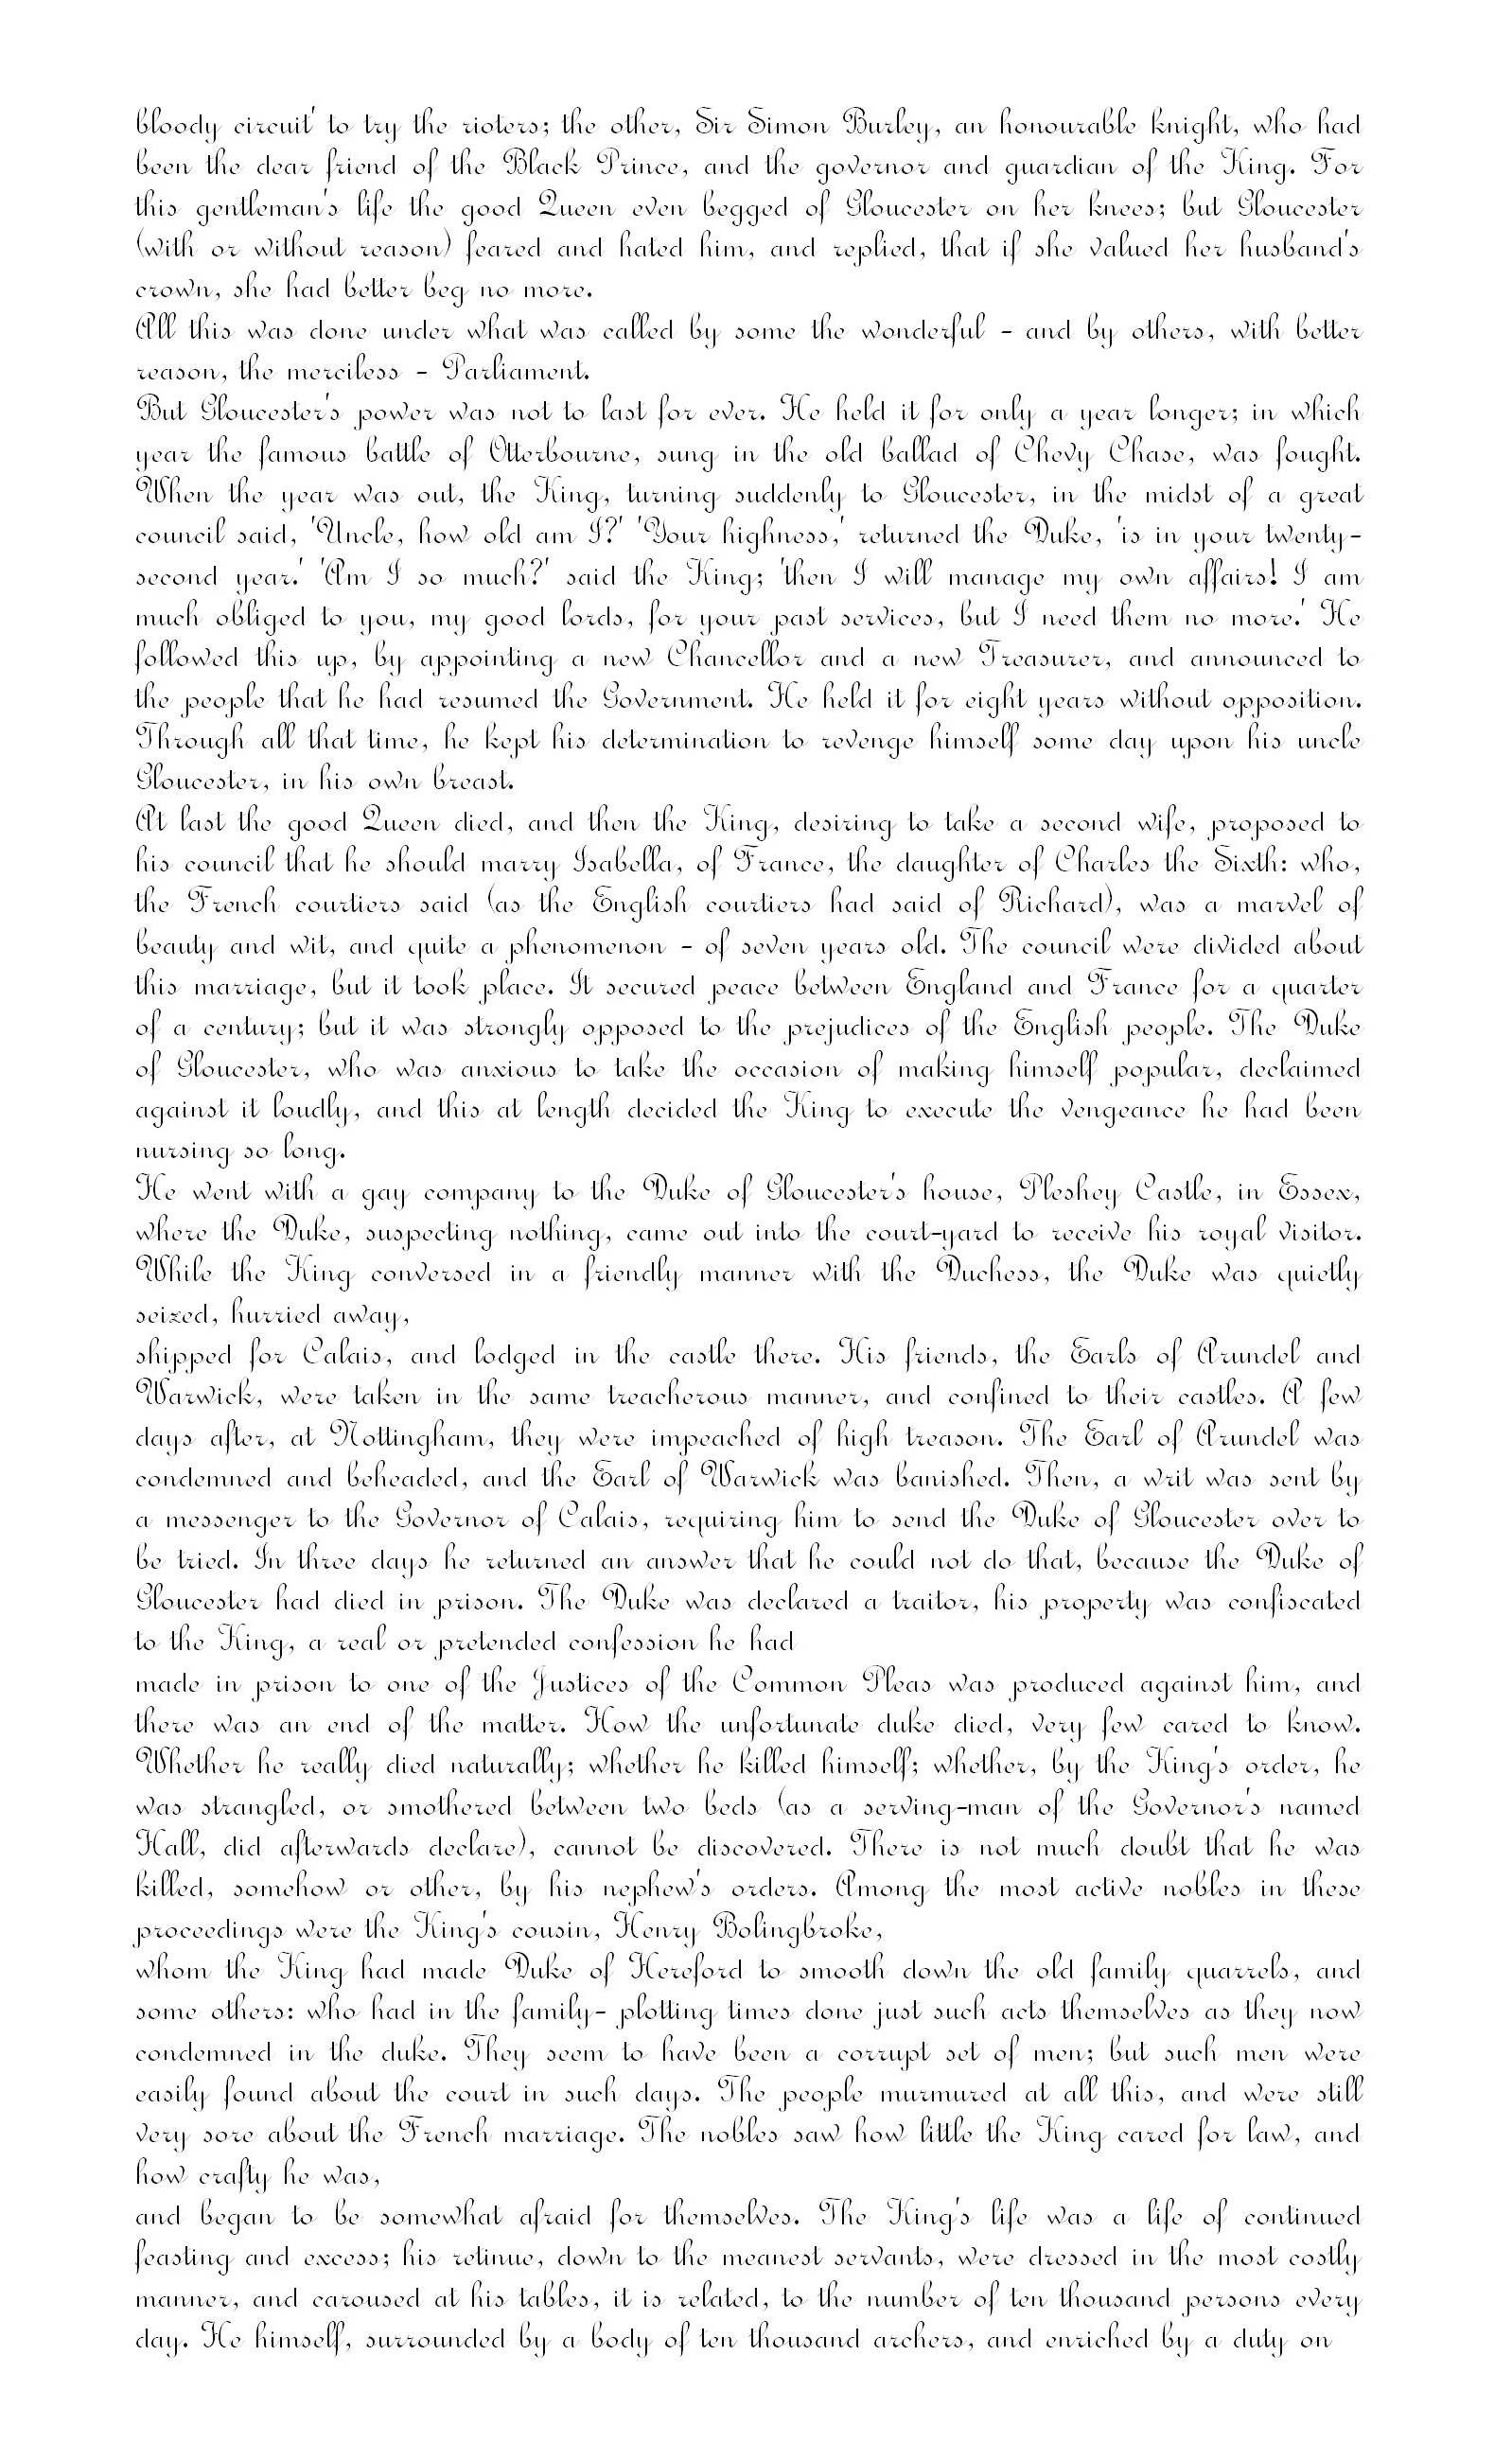 bloody circuit' to try the rioters; the other, Sir Simon Burley, an honourable knight, who had
been the dear friend of the Black Prince, and the governor and guardian of the King. For
this gentleman's life the good Queen even begged of Gloucester on her knees; but Gloucester
(with or without reason) feared and hated him, and replied, that if she valued her husband's
crown, she had better beg no more.
All this was done under what was called by some the wonderful - and by others, with better
reason, the merciless - Parliament.
But Gloucester's power was not to last for ever. He held it for only a year longer; in which
year the famous battle of Otterbourne, sung in the old ballad of Chevy Chase, was fought.
When the year was out, the King, turning suddenly to Gloucester, in the midst of a great
council said, 'Uncle, how old am I?' 'Your highness,' returned the Duke, 'is in your twenty-
second year.' 'Am I so much?' said the King; 'then I will manage my own affairs! I am
much obliged to you, my good lords, for your past services, but I need them no more.' He
followed this up, by appointing a new Chancellor and a new Treasurer, and announced to
the people that he had resumed the Government. He held it for eight years without opposition.
Through all that time, he kept his determination to revenge himself some day upon his uncle
Gloucester, in his own breast.
At last the good Queen died, and then the King, desiring to take a second wife, proposed to
his council that he should marry Isabella, of France, the daughter of Charles the Sixth: who,
the French courtiers said (as the English courtiers had said of Richard), was a marvel of
beauty and wit, and quite a phenomenon - of seven years old. The council were divided about
this marriage, but it took place. It secured peace between England and France for a quarter
of a century; but it was strongly opposed to the prejudices of the English people. The Duke
of Gloucester, who was anxious to take the occasion of making himself popular, declaimed
against it loudly, and this at length decided the King to execute the vengeance he had been
nursing so long.
He went with a gay company to the Duke of Gloucester's house, Pleshey Castle, in Essex,
where the Duke, suspecting nothing, came out into the court-yard to receive his royal visitor.
While the King conversed in a friendly manner with the Duchess, the Duke was quietly
seized, hurried away,
shipped for Calais, and lodged in the castle there. His friends, the Earls of Arundel and
Warwick, were taken in the same treacherous manner, and confined to their castles. A few
days after, at Nottingham, they were impeached of high treason. The Earl of Arundel was
condemned and beheaded, and the Earl of Warwick was banished. Then, a writ was sent by
a messenger to the Governor of Calais, requiring him to send the Duke of Gloucester over to
be tried. In three days he returned an answer that he could not do that, because the Duke of
Gloucester had died in prison. The Duke was declared a traitor, his property was confiscated
to the King, a real or pretended confession he had
made in prison to one of the Justices of the Common Pleas was produced against him, and
there was an end of the matter. How the unfortunate duke died, very few cared to know.
Whether he really died naturally; whether he killed himself; whether, by the King's order, he
was strangled, or smothered between two beds (as a serving-man of the Governor's named
Hall, did afterwards declare), cannot be discovered. There is not much doubt that he was
killed, somehow or other, by his nephew's orders. Among the most active nobles in these
proceedings were the King's cousin, Henry Bolingbroke,
whom the King had made Duke of Hereford to smooth down the old family quarrels, and
some others: who had in the family- plotting times done just such acts themselves as they now
condemned in the duke. They seem to have been a corrupt set of men; but such men were
easily found about the court in such days. The people murmured at all this, and were still
very sore about the French marriage. The nobles saw how little the King cared for law, and
how crafty he was,
and began to be somewhat afraid for themselves. The King's life was a life of continued
feasting and excess; his retinue, down to the meanest servants, were dressed in the most costly
manner, and caroused at his tables, it is related, to the number of ten thousand persons every
day. He himself, surrounded by a body of ten thousand archers, and enriched by a duty on